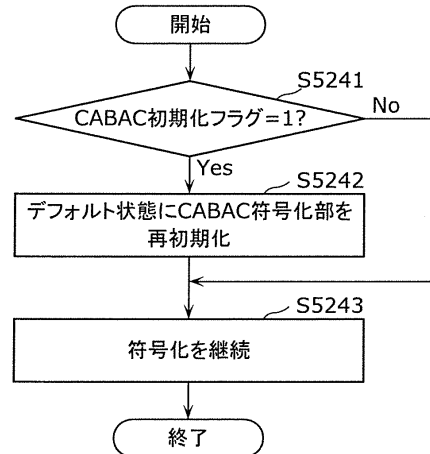 開始
S5241
CABAC初期化フラグ=1?
No
Yes
S5242
デフォルト状態にCABAC符号化部を
再初期化
S5243
符号化を継続
終了